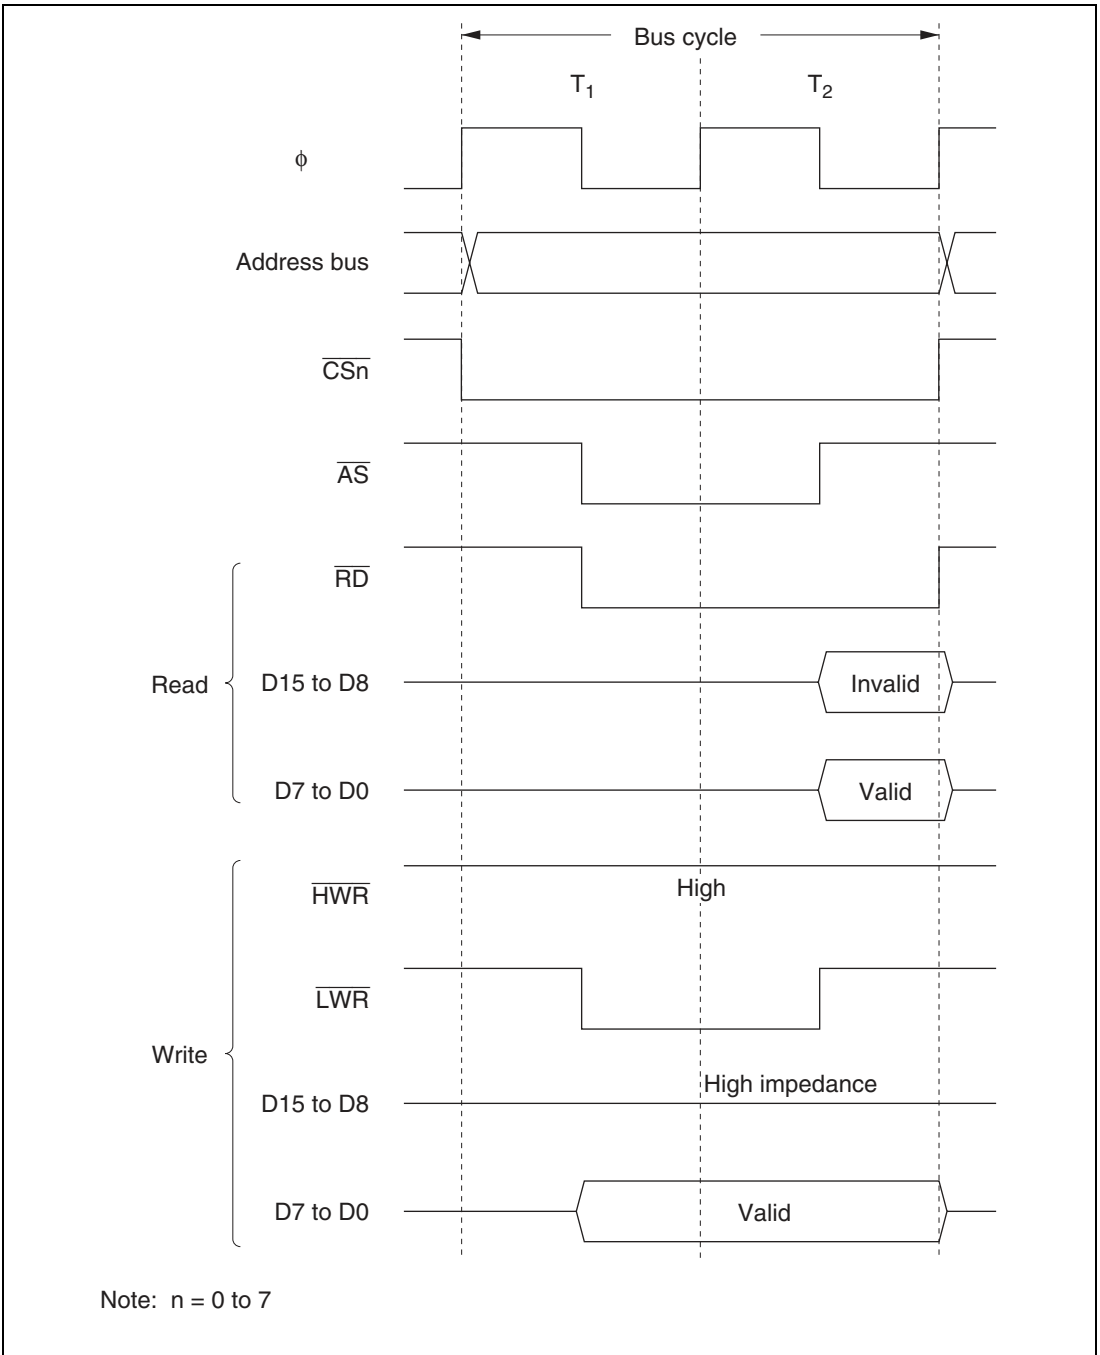 Bus cycle
T1 T2
ϕ
Address bus
CSn
AS
RD
Read D15 to D8 Invalid
D7 to D0 Valid
HWR High
LWR
Write
D15 to D8 High impedance
D7 to D0 Valid
Note: n = 0 to 7